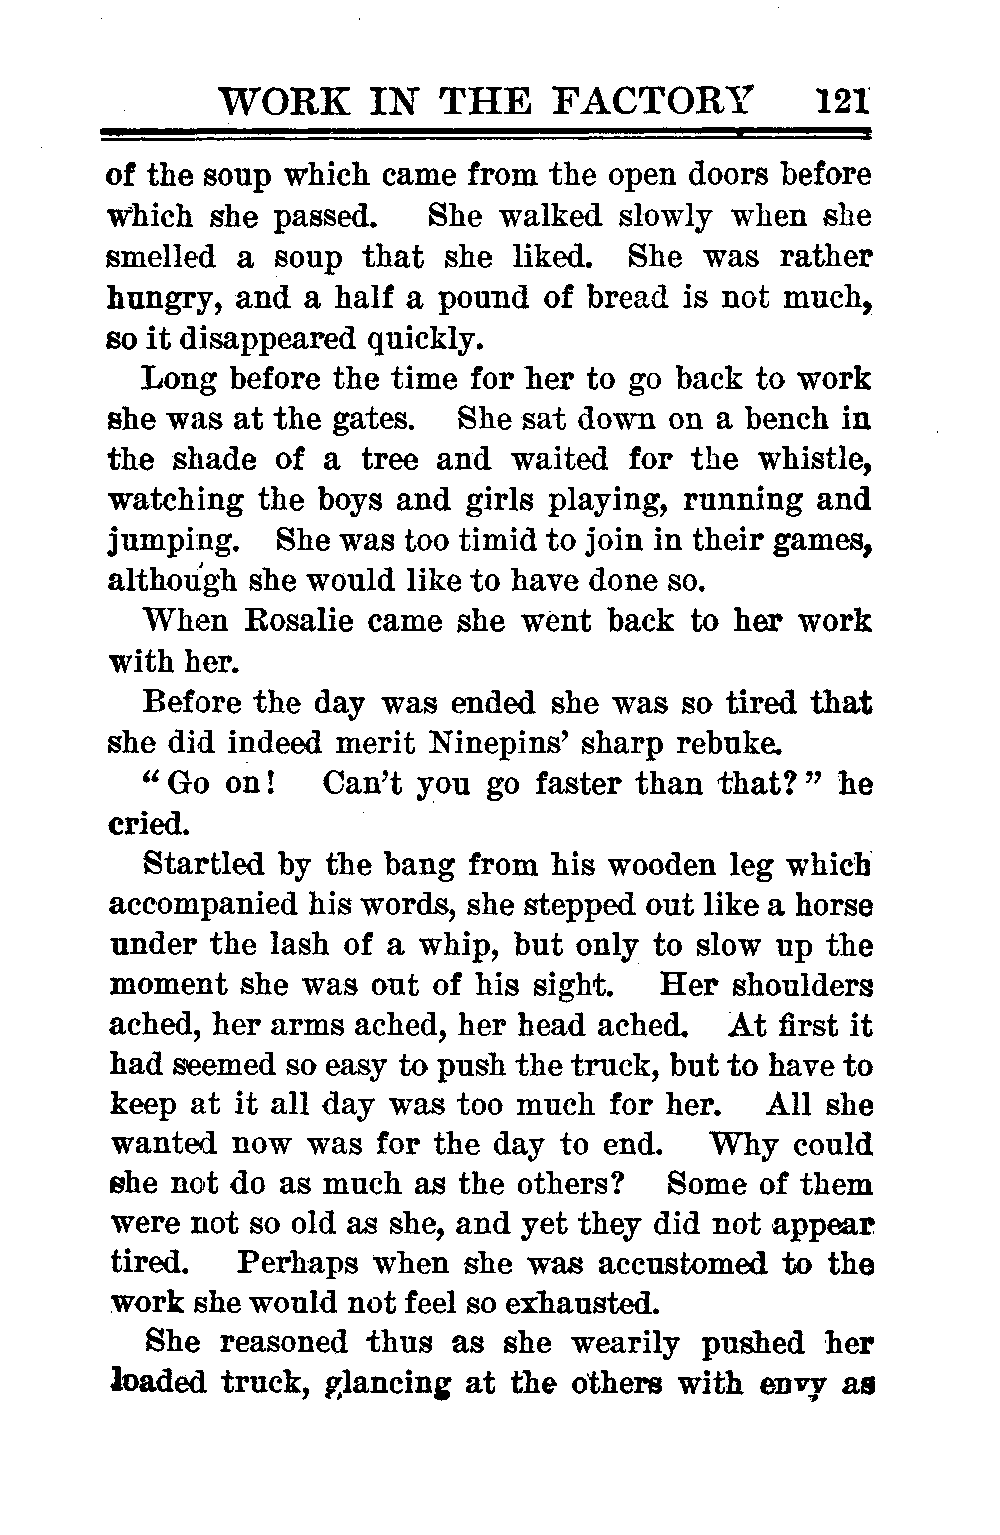 WORK IN THE FACTORY 121
of the soup which came from the open doors before
which she passed. She walked slowly when she
smelled a soup that she liked. She was rather
hungry, and a half a pound of bread is not much,
so it disappeared quickly.
Long before the time for her to go back to work
she was at the gates. She sat down on a bench in
the shade of a tree and waited for the whistle,
watching the boys and girls playing, running and
jumping. She was too timid to join in their games,
although she would like to have done so.
When Rosalie came she went back to her work
with her.
Before the day was ended she was so tired that
she did indeed merit Ninepins’ sharp rebuke.
“Go on! Can’t you go faster than that?” he
cried.
Startled by the bang from his wooden leg which
accompanied his words, she stepped out like a horse
under the lash of a whip, but only to slow up the
moment she was out of his sight. Her shoulders
ached, her arms ached, her head ached. At first it
had seemed so easy to push the truck, but to have to
keep at it all day was too much for her. All she
wanted now was for the day to end. Why could
she not do as much as the others? Some of them
were not so old as she, and yet they did not appear
tired. Perhaps when she was accustomed to the
work she would not feel so exhausted.
She reasoned thus as she wearily pushed her
loaded truck, glancing at the others with envy as